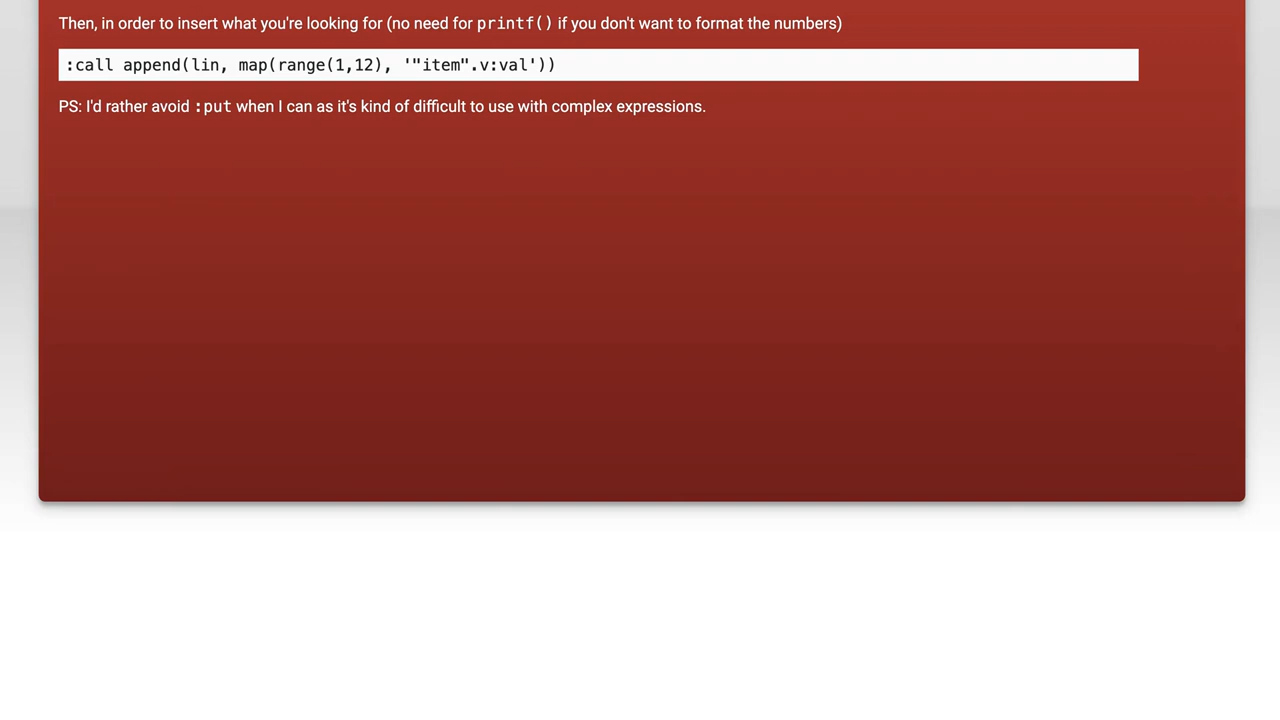 Then, in order to insert what you're looking for (no need for printf() if you don't want to format the numbers)
:call append(lin, map(range(1,12), '"item".v:val'))
PS: I'd rather avoid :put when I can as it's kind of difficult to use with complex expressions.